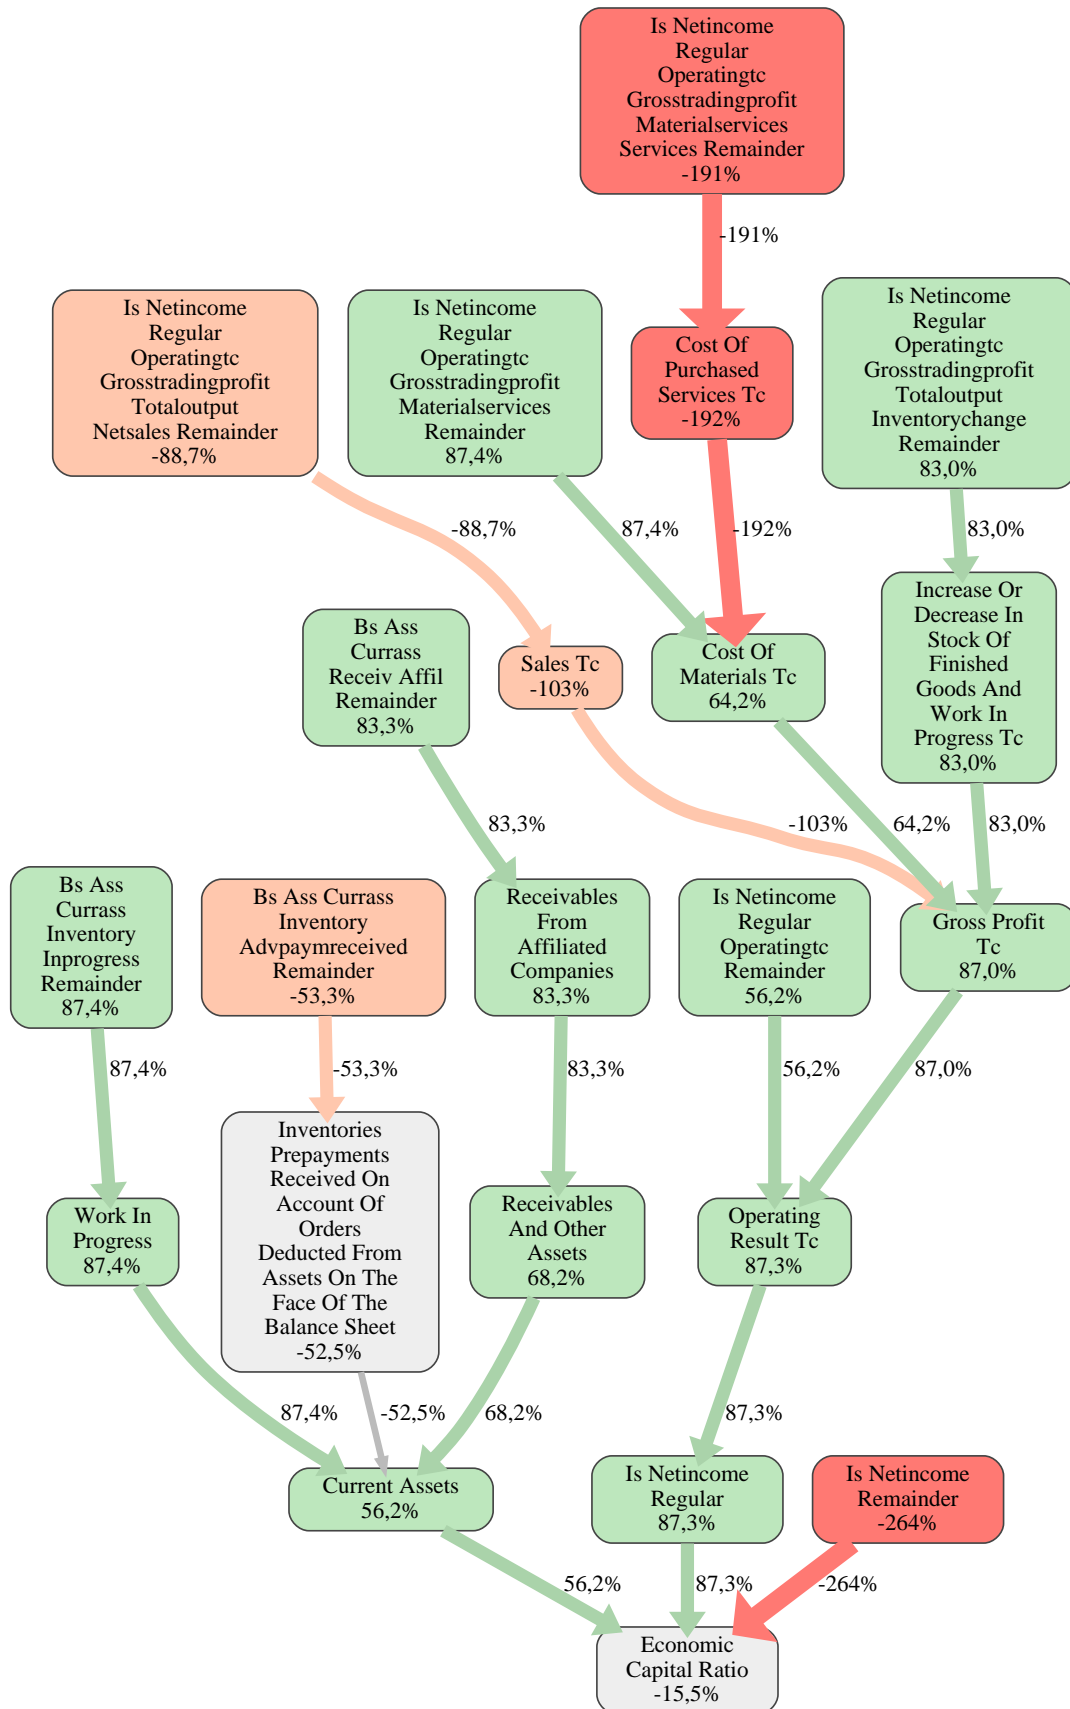 Is Netincome
Regular
Operatingtc
Grosstradingprofit
Materialservices
Services Remainder
-191%
-191%
Is Netincome
Regular
Operatingtc
Grosstradingprofit
Totaloutput
Netsales Remainder
-88,7%
Is Netincome
Regular
Operatingtc
Grosstradingprofit
Materialservices
Remainder
87,4%
Cost Of
Purchased
Services Tc
-192%
Is Netincome
Regular
Operatingtc
Grosstradingprofit
Totaloutput
Inventorychange
Remainder
83,0%
-88,7%
87,4%
-192%
83,0%
Bs Ass
Currass
Receiv Affil
Remainder
83,3%
Sales Tc
-103%
Cost Of
Materials Tc
64,2%
Increase Or
Decrease In
Stock Of
Finished
Goods And
Work In
Progress Tc
83,0%
83,3%
-103%
64,2%
83,0%
Bs Ass
Currass
Inventory
Inprogress
Remainder
87,4%
Bs Ass Currass
Inventory
Advpaymreceived
Remainder
-53,3%
Receivables
From
Affiliated
Companies
83,3%
Is Netincome
Regular
Operatingtc
Remainder
56,2%
Gross Profit
Tc
87,0%
87,4%
-53,3%
83,3%
56,2%
87,0%
Work In
Progress
87,4%
Inventories
Prepayments
Received On
Account Of
Orders
Deducted From
Assets On The
Face Of The
Balance Sheet
-52,5%
Receivables
And Other
Assets
68,2%
Operating
Result Tc
87,3%
87,4%
-52,5%
68,2%
87,3%
Current Assets
56,2%
Is Netincome
Regular
87,3%
Is Netincome
Remainder
-264%
56,2%
87,3%
-264%
Economic
Capital Ratio
-15,5%